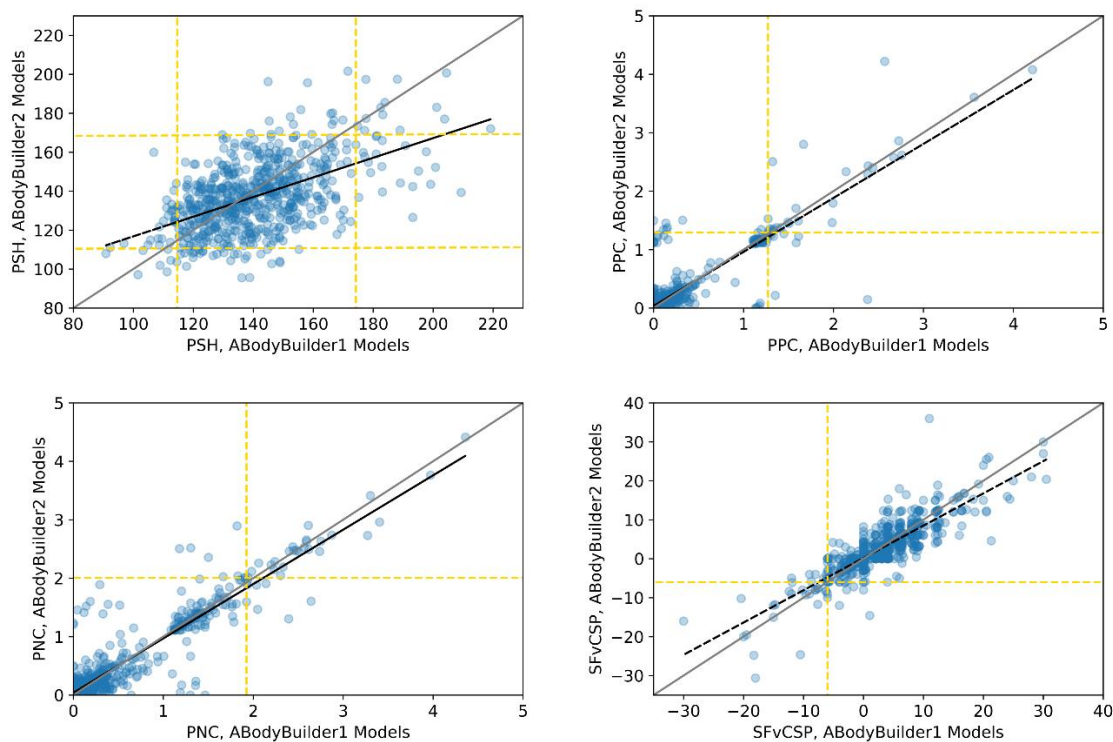 PSH, ABodyBuilder2 Models
220
200
180
160
140
120
100
80
80 100 120 140 160 180 200 220
PSH, ABodyBuilder1 Models
PPC, ABodyBuilder2 Models
5
4
3
2
1
0
0 1 2 3 4 5
PPC, ABodyBuilder1 Models
PNC, ABodyBuilder2 Models
5
4
3
2
1
0
0 1 2 3 4 5
PNC, ABodyBuilder1 Models
SFvCSP, ABodyBuilder2 Models
40
30
20
10
0
−10
−20
−30
−30 −20 −10 0 10 20 30 40
SFvCSP, ABodyBuilder1 Models